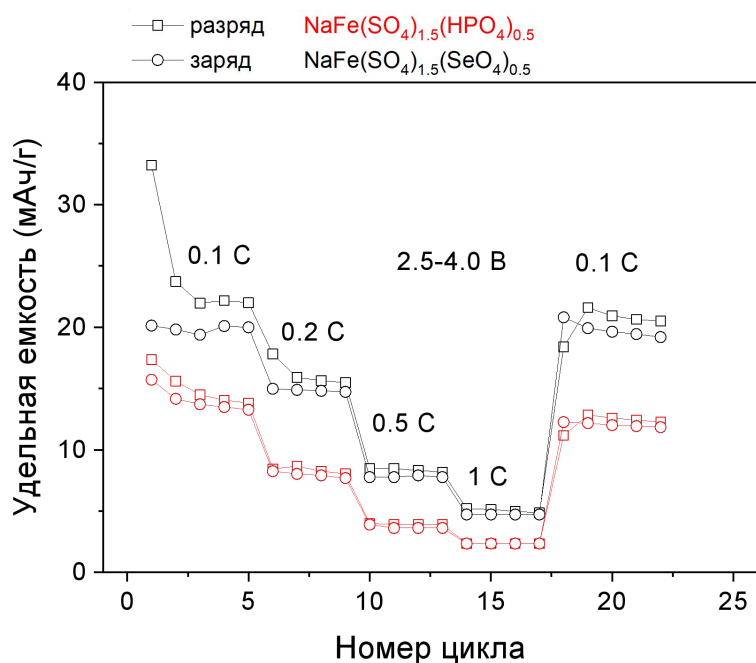 разряд NaFe(SO₄)₁.₅(HPO₄)₀.₅
заряд NaFe(SO₄)₁.₅(SeO₄)₀.₅
Удельная емкость (мАч/г)
40
30
20
10
0
0.1 C
0.2 C
0.5 C
1 C
2.5-4.0 В
0.1 C
0 5 10 15 20 25
Номер цикла